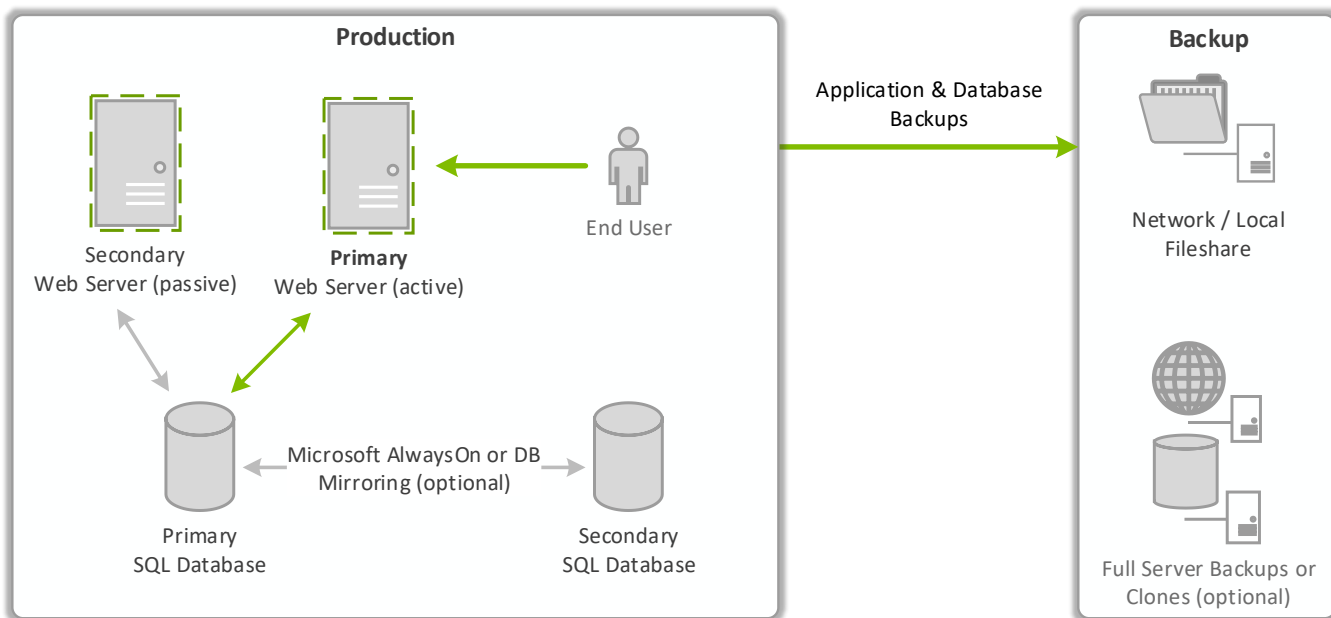 Production
Secondary
Web Server (passive)
Primary
Web Server (active)
End User
Microsoft AlwaysOn or DB
Mirroring (optional)
Primary
SQL Database
Secondary
SQL Database
Application & Database
Backups
Backup
Network / Local
Fileshare
Full Server Backups or
Clones (optional)